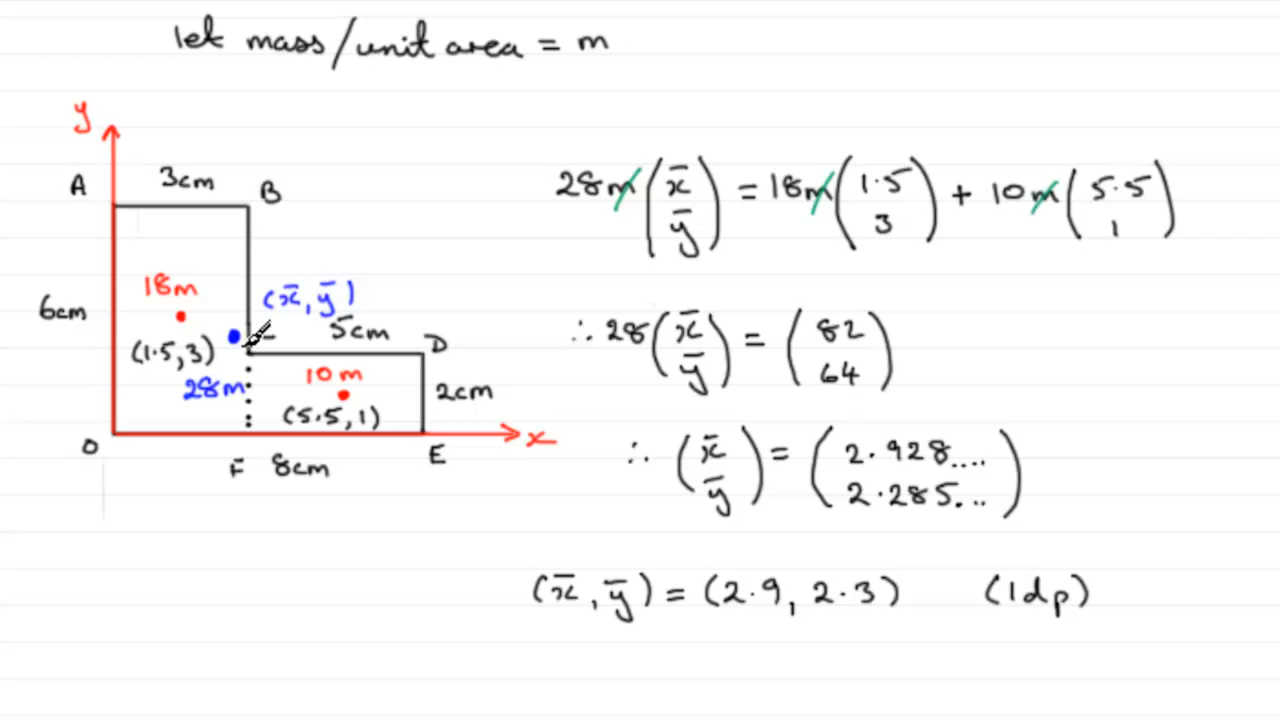 let mass/unit area = m
y
A 3cm B
28m ( x̄ ȳ ) = 18m ( 1.5 3 ) + 10m ( 5.5 1 )
18m (x̄, ȳ)
6cm 5cm D
(1.5, 3)
28m 10m 2cm
(5.5, 1)
O F 8cm E x
∴ 28 ( x̄ ȳ ) = ( 82 64 )
∴ ( x̄ ȳ ) = ( 2.928.... 2.285... )
(x̄, ȳ) = (2.9, 2.3) (1dp)